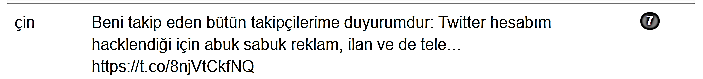 çin Beni takip eden bütün takipçilerime duyurumdur: Twitter hesabım 7
hacklendiği için abuk sabuk reklam, ilan ve de tele…
https://t.co/8njVtCkfNQ